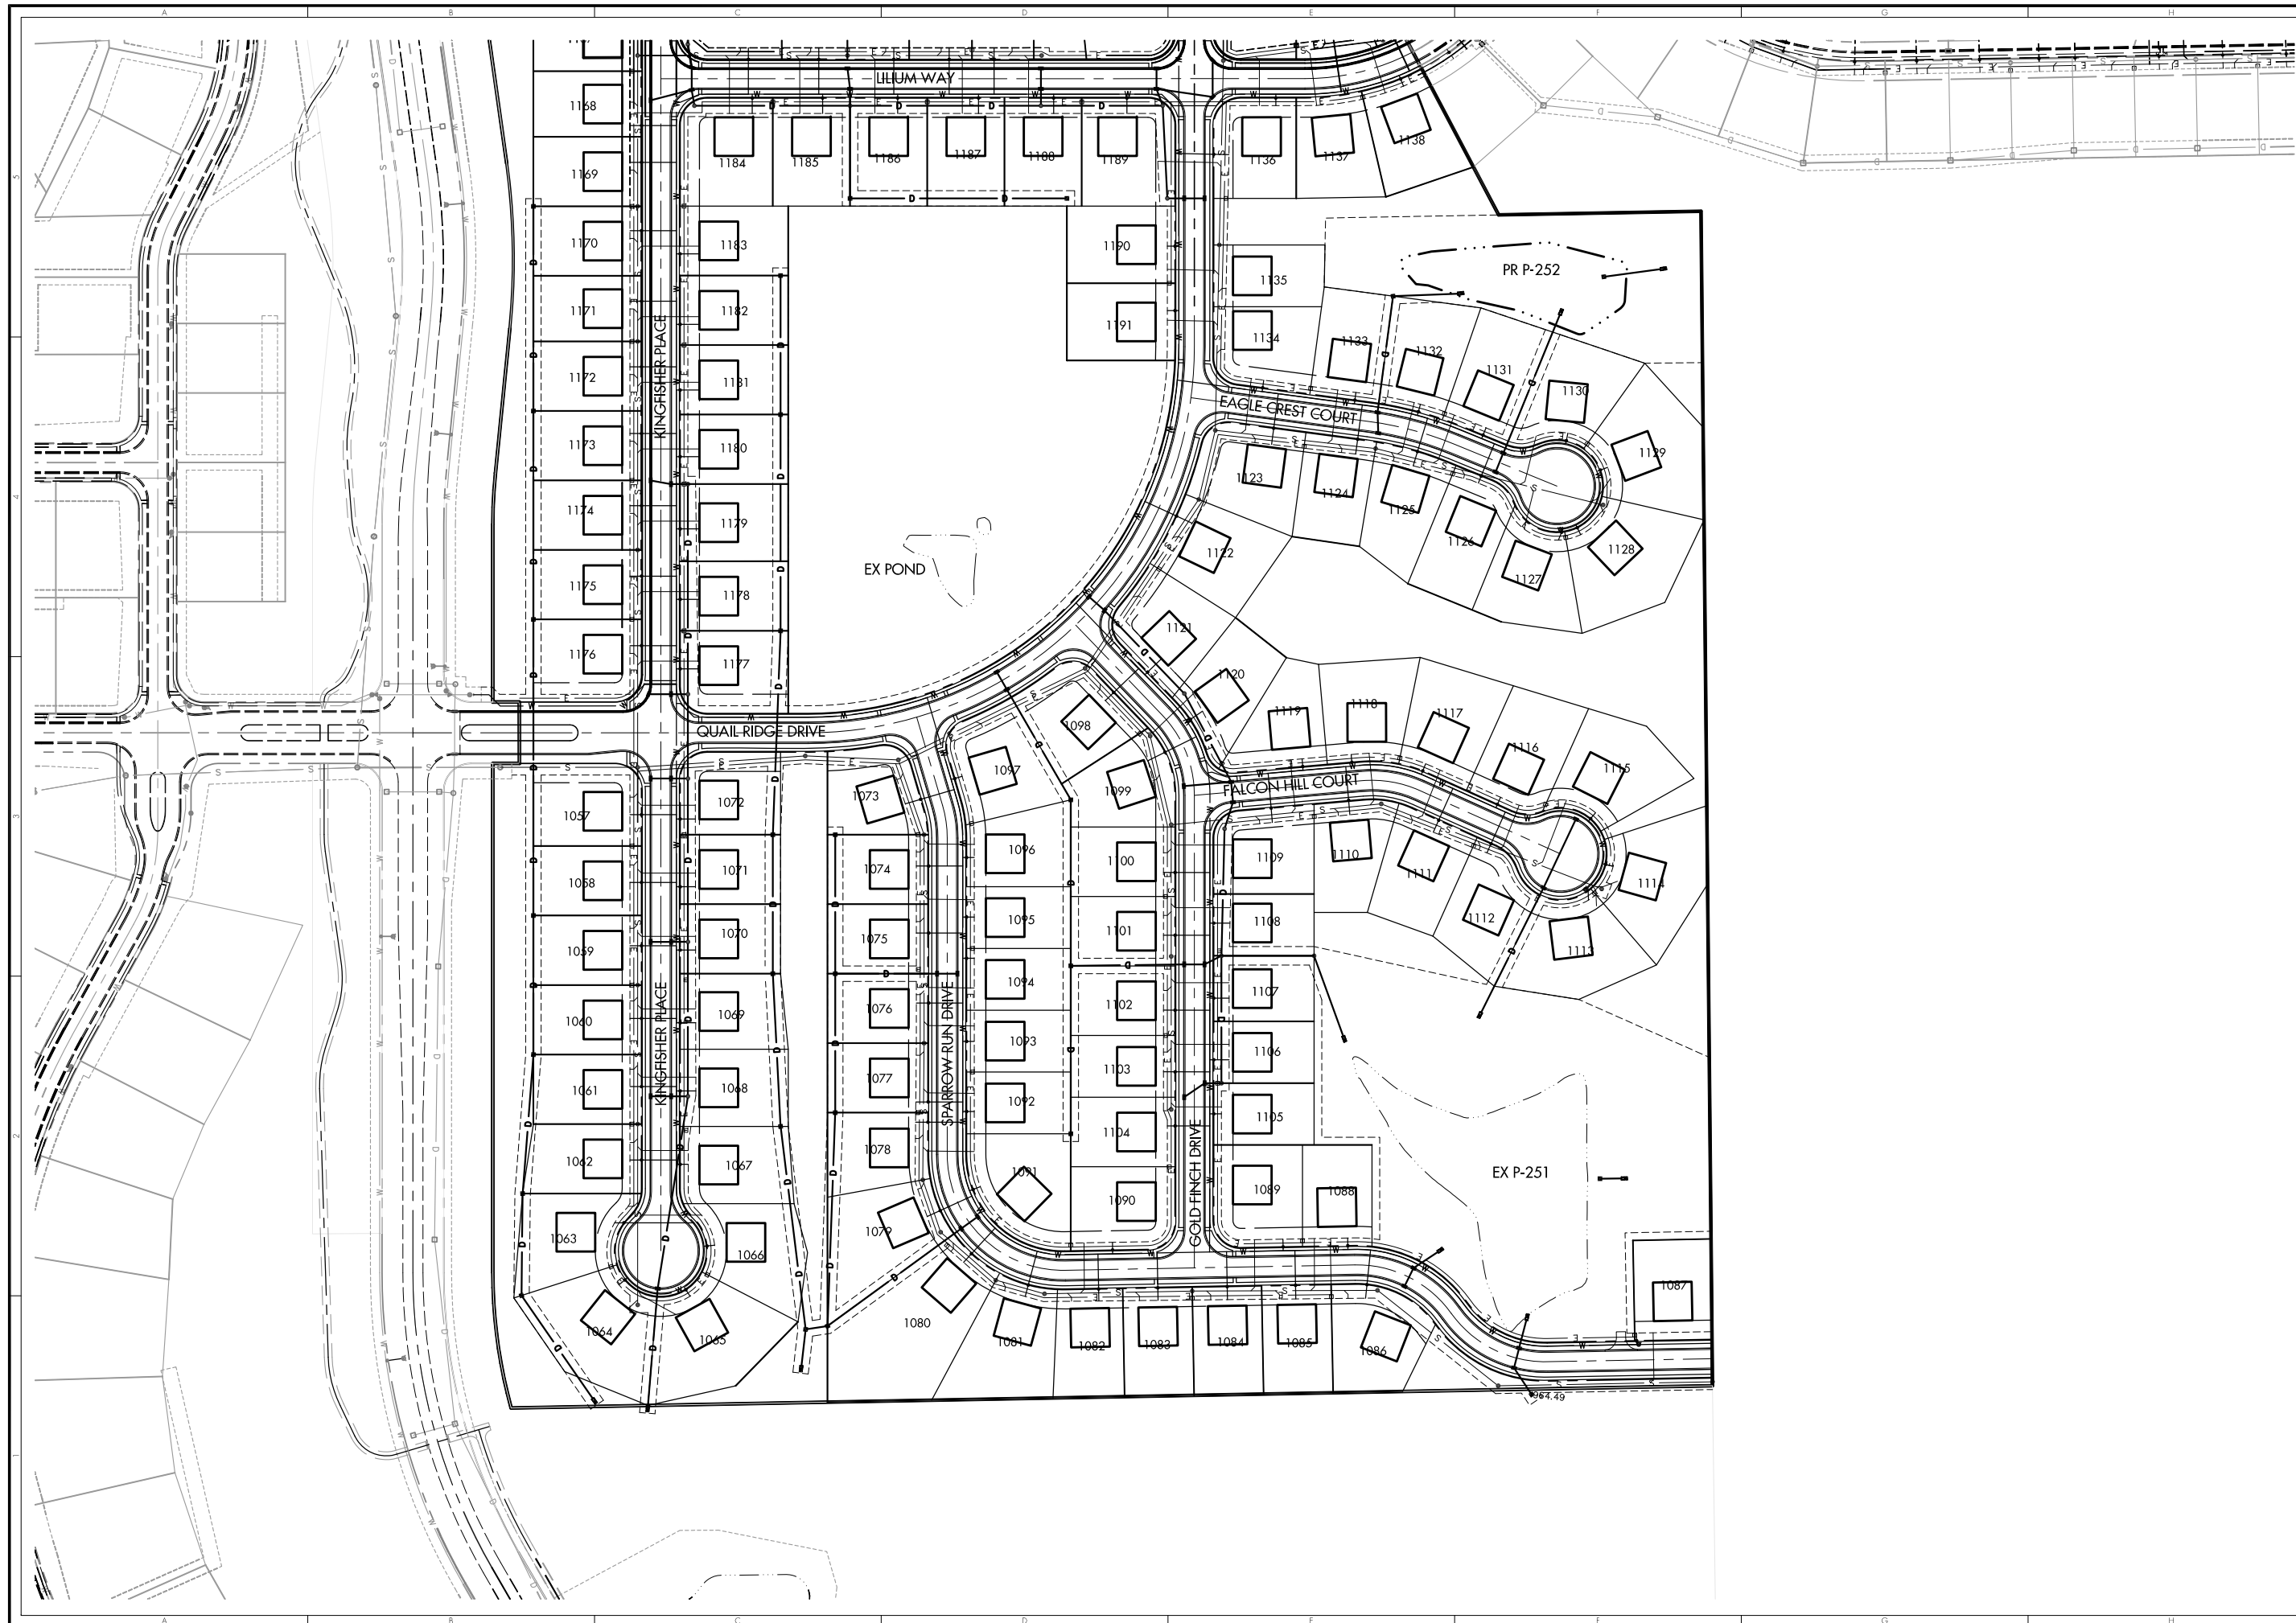 A B C D E F G H
LILIUM WAY
1168
1184 1185 1186 1187 1188 1189 1136 1137 1138
5
1169
1170 1183 1190
PR P-252
1135
1171 1182 1191 1134
KINGFISHER PLACE
1133 1132 1131 1130
1172 1181
EAGLE CREST COURT
1173 1180 1129
1123 1124 1125
4
1174 1179 1126
1122 1128
EX POND
1127
1175 1178
1121
1176 1177 1120
1119 1118 1117
1098
QUAIL RIDGE DRIVE
1116
1097 1115
FALCON HILL COURT
1073 1099
1057 1072
3
1096 1109 1110
1074 1100
1058 1071 1111 1114
1095 1108 1112
1059 1070 1075 1101 1113
1094 1107
1060 1069 1076 1102
KINGFISHER PLACE
SPARROW RUN DRIVE
1093 1106
1061 1068 1077 1103
1092 1105
2
1062 1067 1078 1104
EX P-251
1091 1090 1089 1088
GOLD FINCH DRIVE
1063 1066 1079
1087
1064 1065 1080 1081 1082 1083 1084 1085 1086
964.49
1
A B C D E F G H